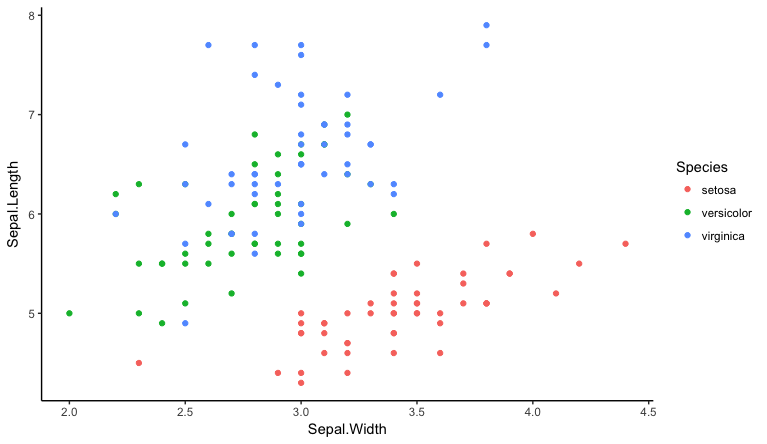 8
7
6
5
Sepal.Length
2.0 2.5 3.0 3.5 4.0 4.5
Sepal.Width
Species
setosa
versicolor
virginica